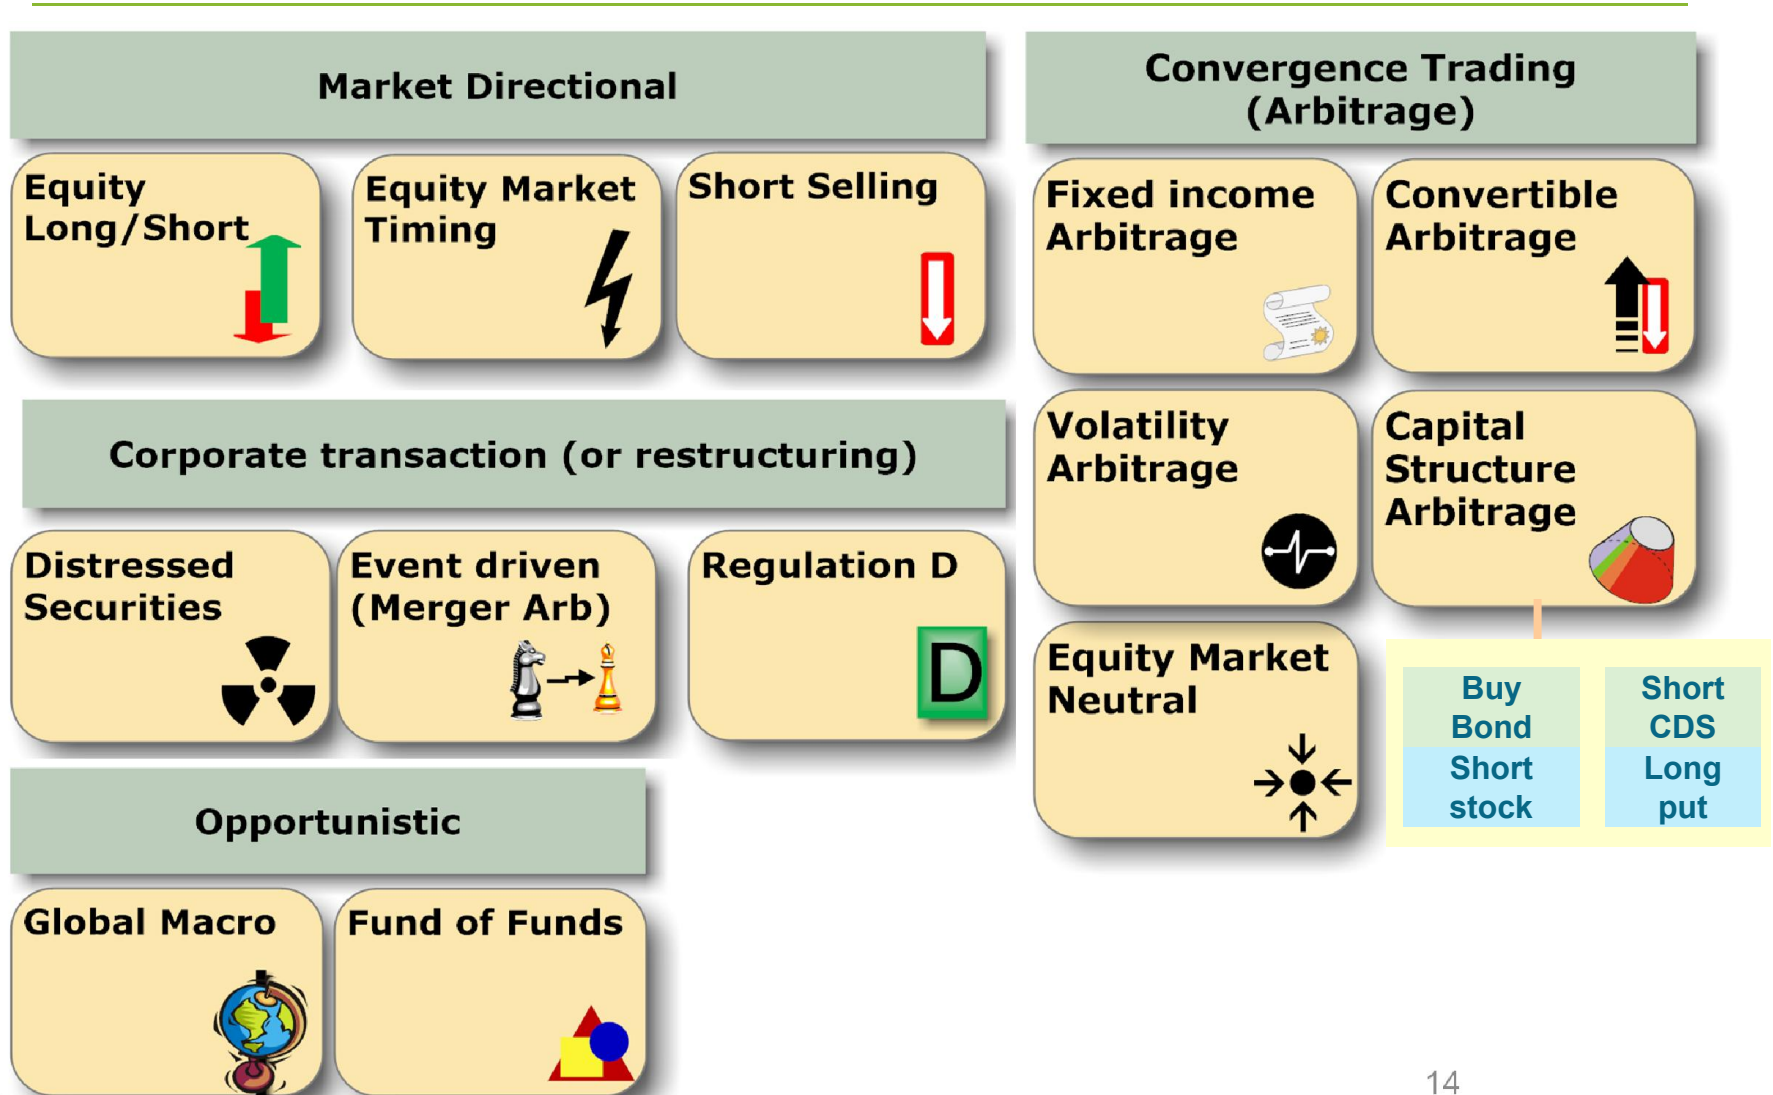 Market Directional
Equity
Long/Short
Equity Market
Timing
Short Selling
Corporate transaction (or restructuring)
Distressed
Securities
Event driven
(Merger Arb)
Regulation D
D
Opportunistic
Global Macro
Fund of Funds
Convergence Trading
(Arbitrage)
Fixed income
Arbitrage
Convertible
Arbitrage
Volatility
Arbitrage
Capital
Structure
Arbitrage
Equity Market
Neutral
Buy
Bond
Short
stock
Short
CDS
Long
put
14